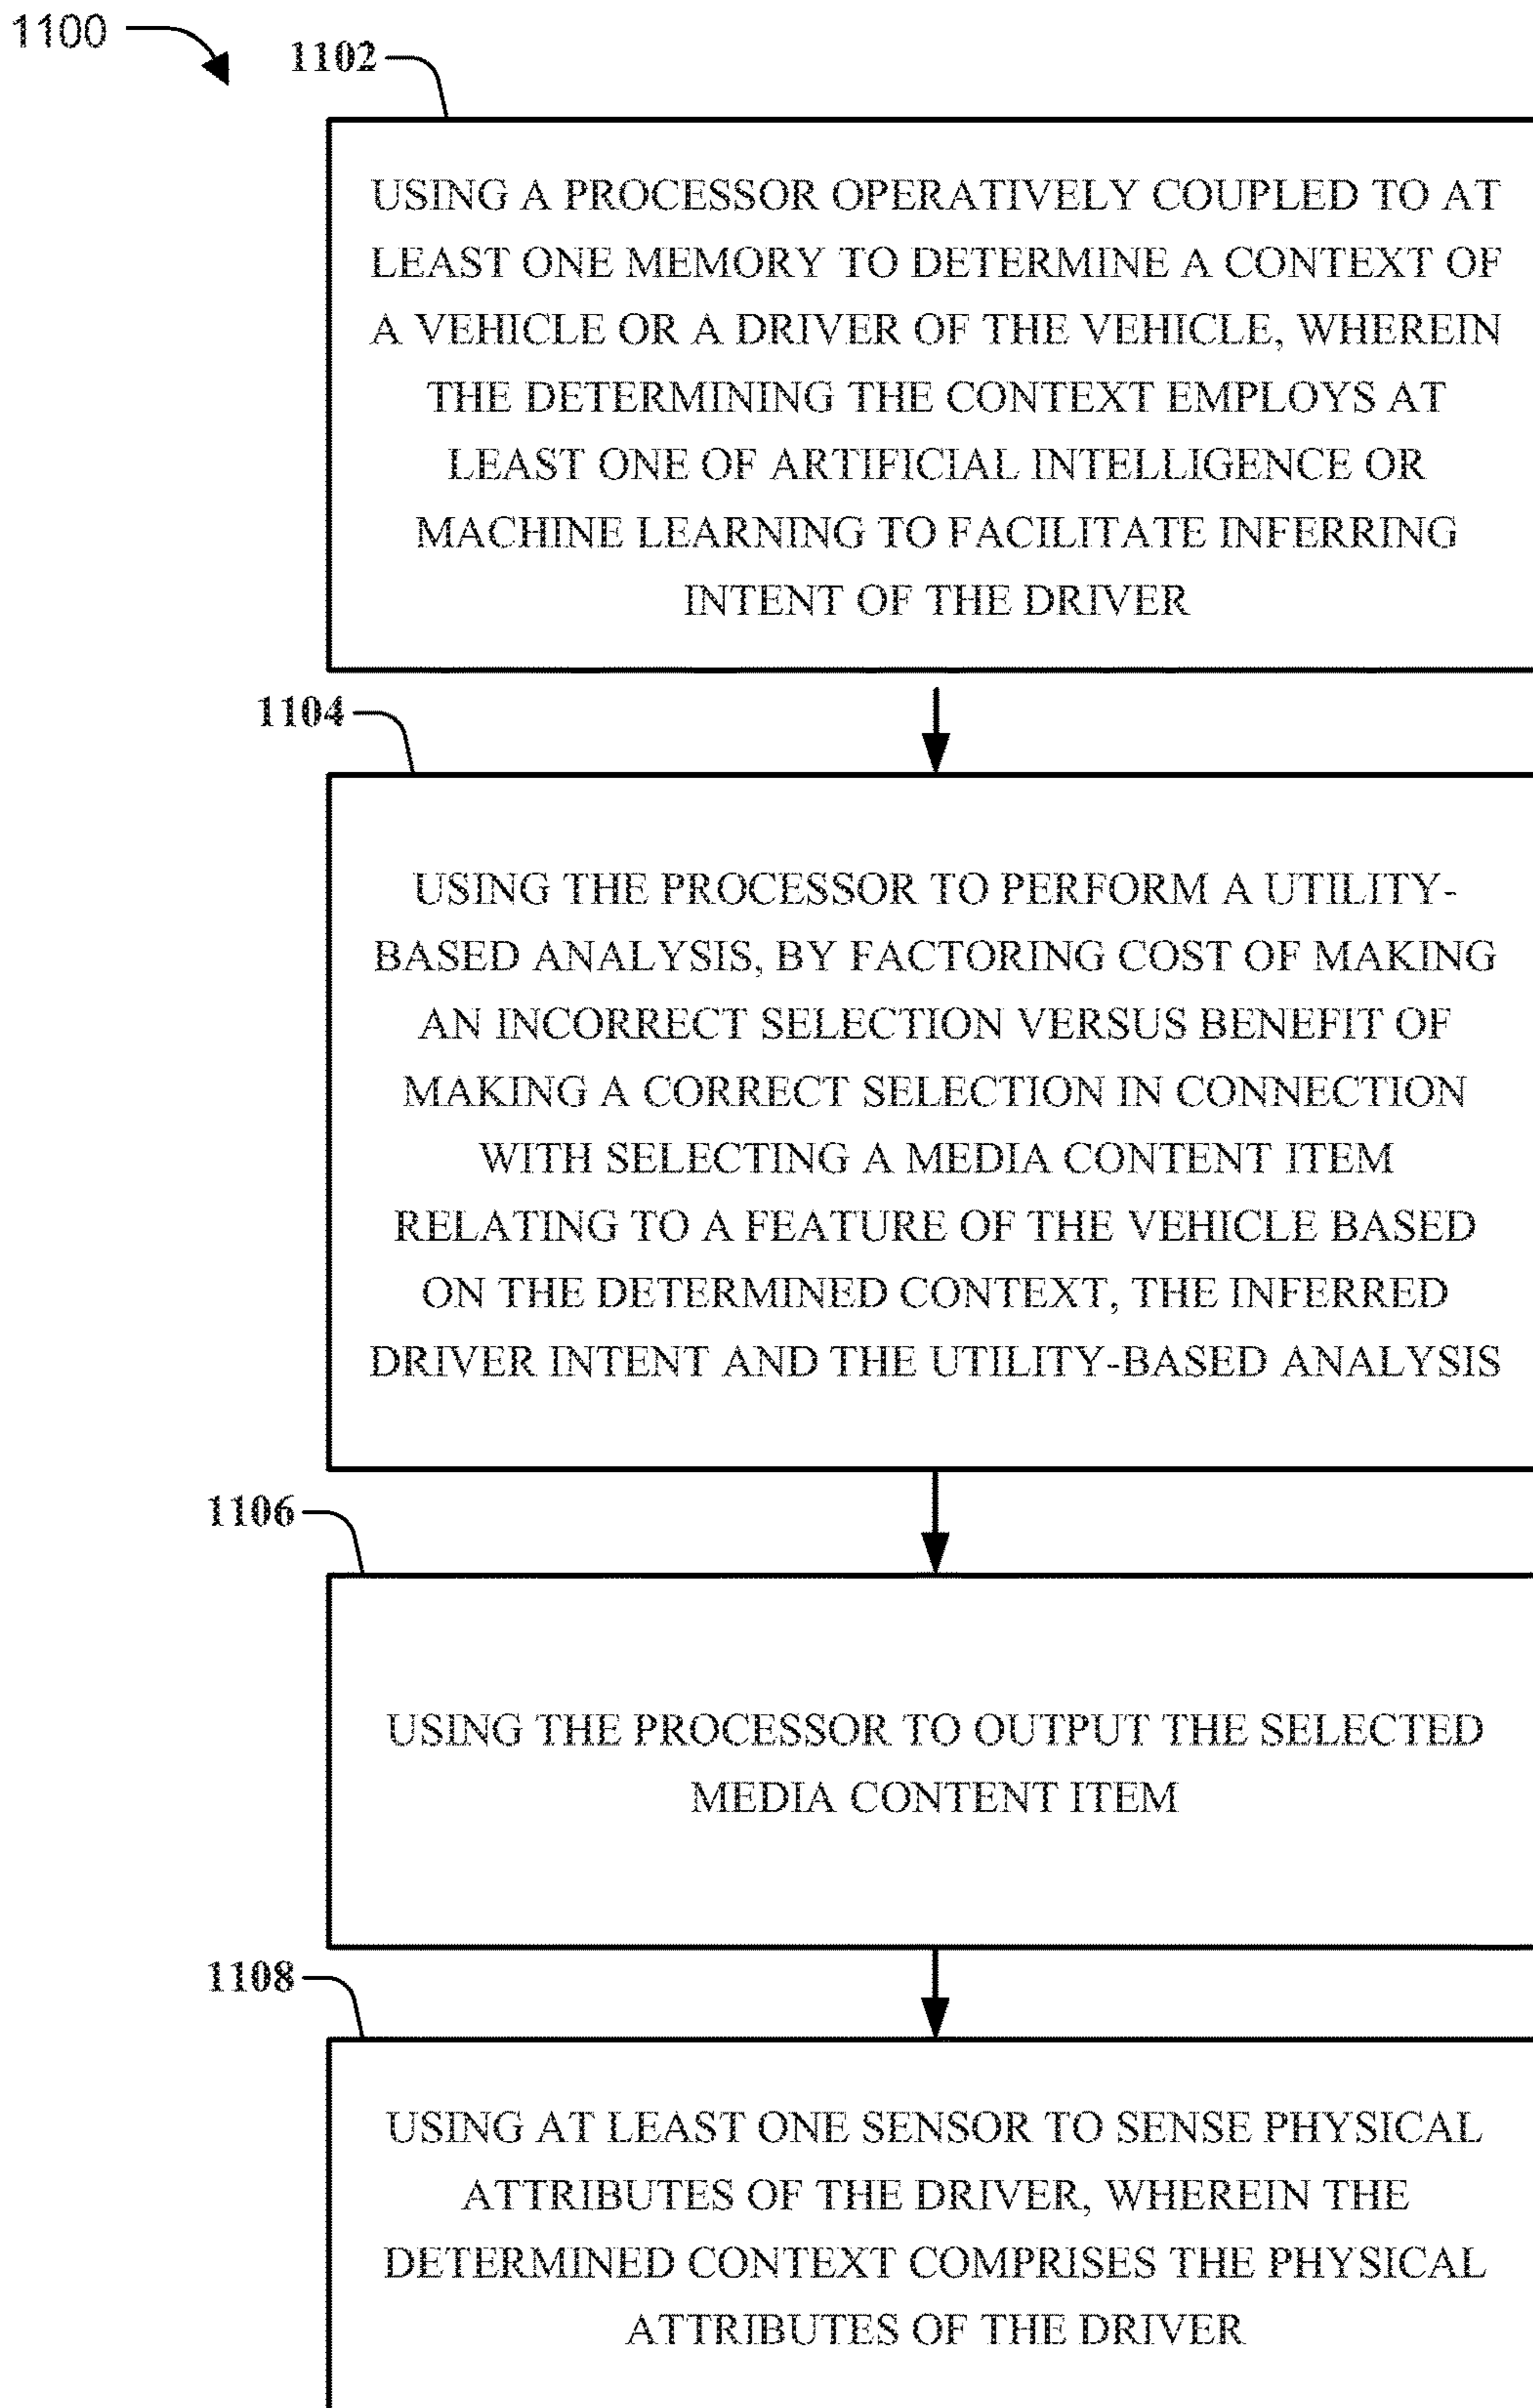 1100
1102
USING A PROCESSOR OPERATIVELY COUPLED TO AT
LEAST ONE MEMORY TO DETERMINE A CONTEXT OF
A VEHICLE OR A DRIVER OF THE VEHICLE, WHEREIN
THE DETERMINING THE CONTEXT EMPLOYS AT
LEAST ONE OF ARTIFICIAL INTELLIGENCE OR
MACHINE LEARNING TO FACILITATE INFERRING
INTENT OF THE DRIVER
1104
USING THE PROCESSOR TO PERFORM A UTILITY-
BASED ANALYSIS, BY FACTORING COST OF MAKING
AN INCORRECT SELECTION VERSUS BENEFIT OF
MAKING A CORRECT SELECTION IN CONNECTION
WITH SELECTING A MEDIA CONTENT ITEM
RELATING TO A FEATURE OF THE VEHICLE BASED
ON THE DETERMINED CONTEXT, THE INFERRED
DRIVER INTENT AND THE UTILITY-BASED ANALYSIS
1106
USING THE PROCESSOR TO OUTPUT THE SELECTED
MEDIA CONTENT ITEM
1108
USING AT LEAST ONE SENSOR TO SENSE PHYSICAL
ATTRIBUTES OF THE DRIVER, WHEREIN THE
DETERMINED CONTEXT COMPRISES THE PHYSICAL
ATTRIBUTES OF THE DRIVER